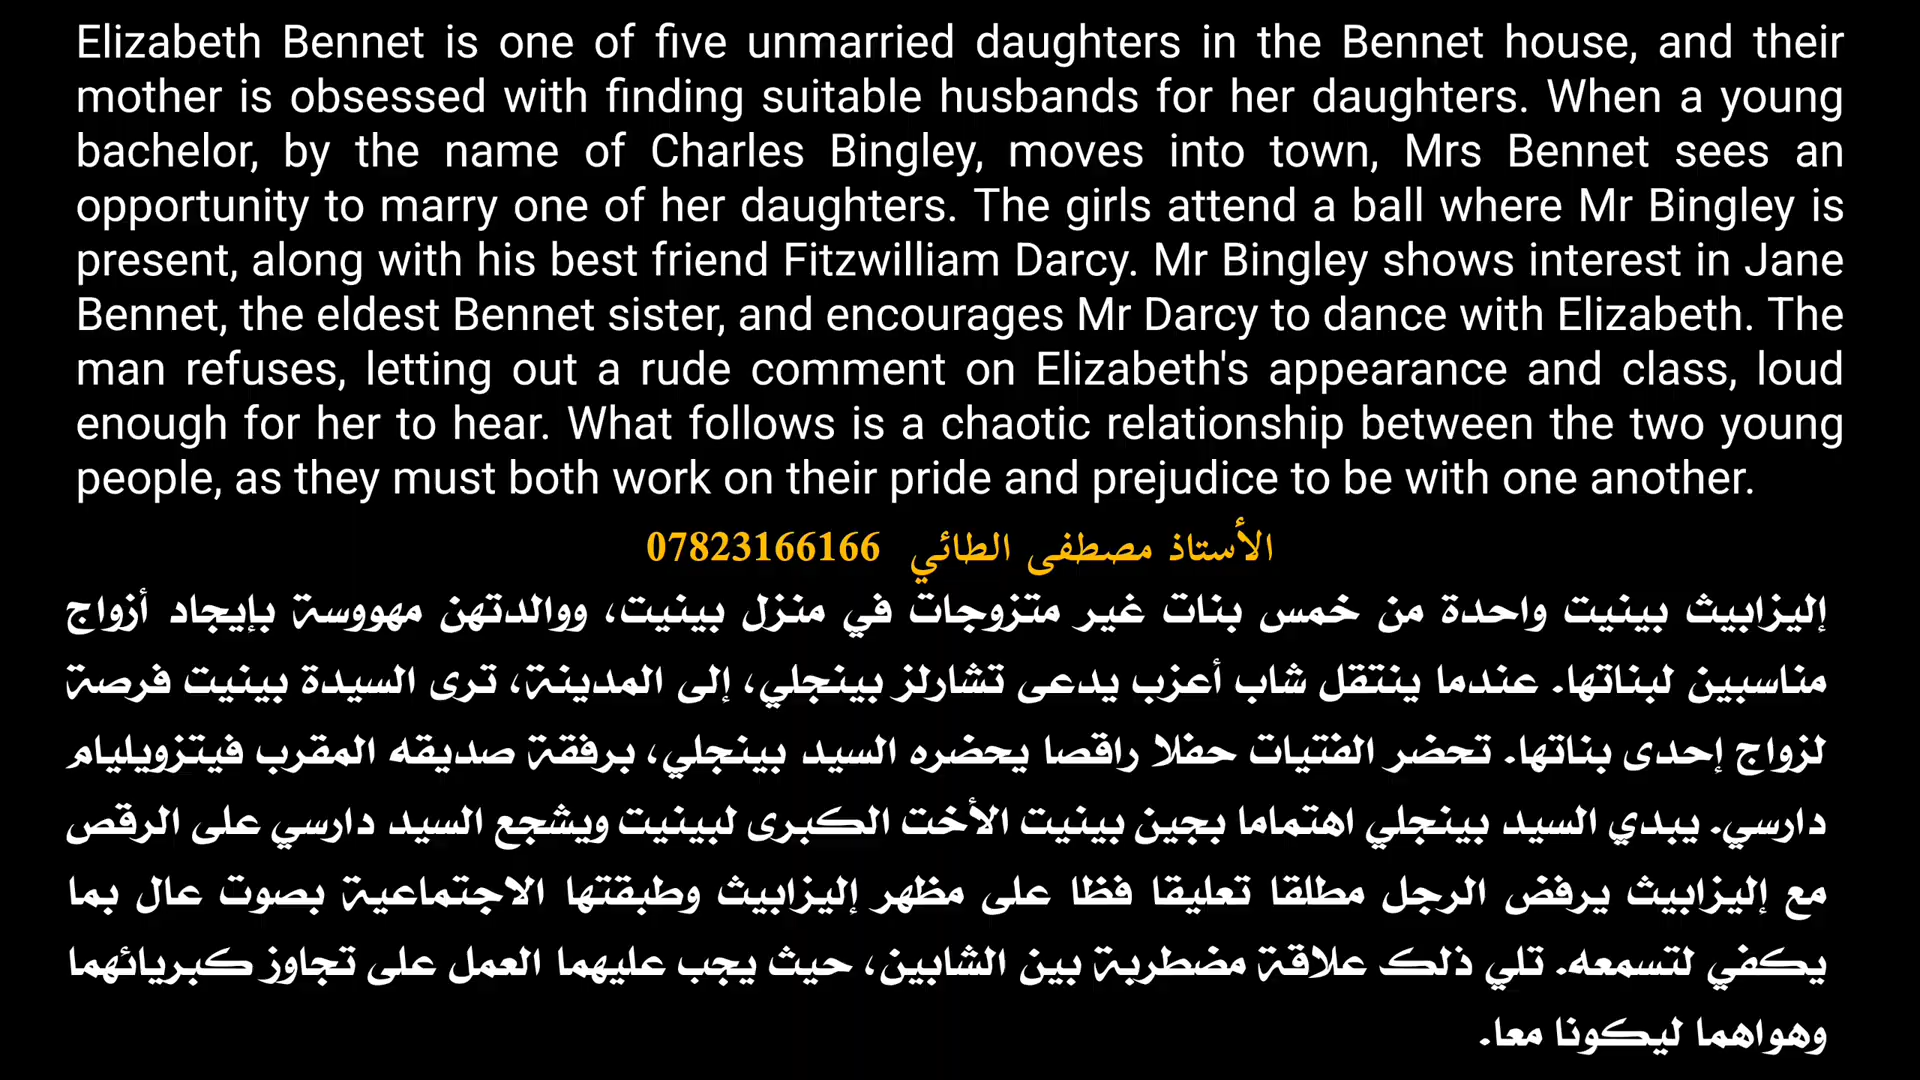 Elizabeth Bennet is one of five unmarried daughters in the Bennet house, and their
mother is obsessed with finding suitable husbands for her daughters. When a young
bachelor, by the name of Charles Bingley, moves into town, Mrs Bennet sees an
opportunity to marry one of her daughters. The girls attend a ball where Mr Bingley is
present, along with his best friend Fitzwilliam Darcy. Mr Bingley shows interest in Jane
Bennet, the eldest Bennet sister, and encourages Mr Darcy to dance with Elizabeth. The
man refuses, letting out a rude comment on Elizabeth's appearance and class, loud
enough for her to hear. What follows is a chaotic relationship between the two young
people, as they must both work on their pride and prejudice to be with one another.
الأستاذ مصطفى الطائي 07823166166
إليزابيث بينيت واحدة من خمس بنات غير متزوجات في منزل بينيت، ووالدتهن مهووسة بإيجاد أزواج
مناسبين لبناتها. عندما ينتقل شاب أعزب يدعى تشارلز بينجلي، إلى المدينة، ترى السيدة بينيت فرصة
لزواج إحدى بناتها. تحضر الفتيات حفلا راقصا يحضره السيد بينجلي، برفقة صديقه المقرب فيتزويليام
دارسي. يبدي السيد بينجلي اهتماما بجين بينيت الأخت الكبرى لبينيت ويشجع السيد دارسي على الرقص
مع إليزابيث يرفض الرجل مطلقا تعليقا فظا على مظهر إليزابيث وطبقتها الاجتماعية بصوت عال بما
يكفي لتسمعه. تلي ذلك علاقة مضطربة بين الشابين، حيث يجب عليهما العمل على تجاوز كبريائهما
وهواهما ليكونا معا.